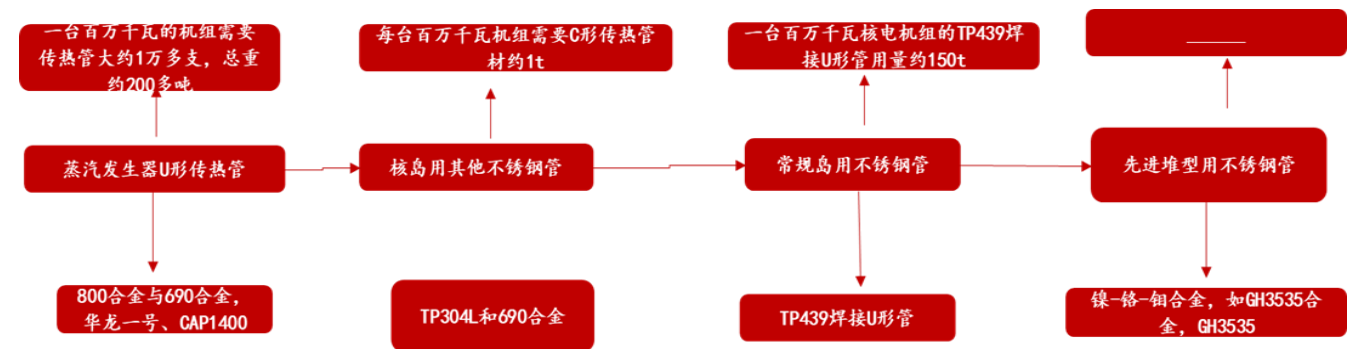 一台百万千瓦的机组需要
传热管大约1万多支，总重
约200多吨
每台百万千瓦机组需要C形传热管
材约1t
一台百万千瓦核电机组的TP439焊
接U形管用量约150t
蒸汽发生器U形传热管
核岛用其他不锈钢管
常规岛用不锈钢管
先进堆型用不锈钢管
800合金与690合金，
华龙一号、CAP1400
TP304L和690合金
TP439焊接U形管
镍-铬-钼合金，如GH3535合
金，GH3535